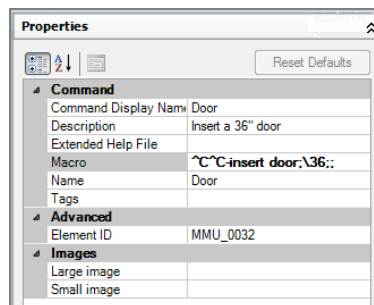 Properties
Reset Defaults
Command
Command Display Name Door
Description Insert a 36" door
Extended Help File
Macro ^C^C-insert door;\36;;
Name Door
Tags
Advanced
Element ID MMU_0032
Images
Large image
Small image